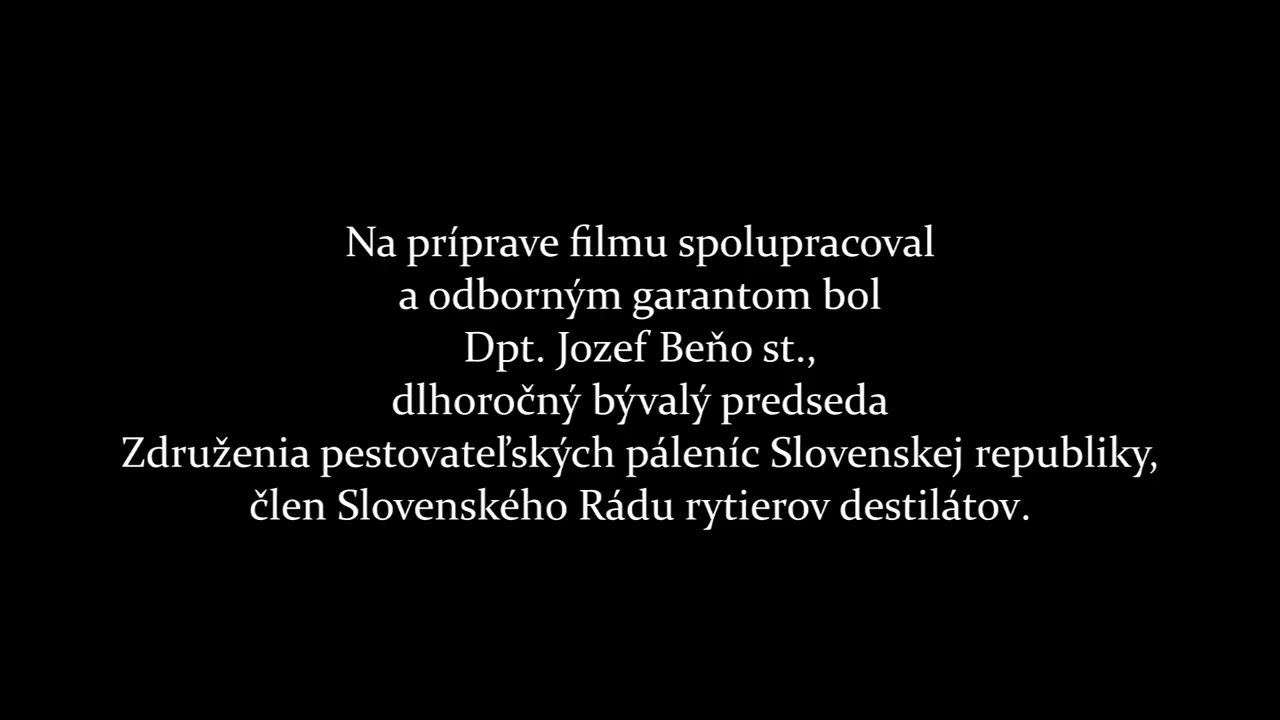 Na príprave filmu spolupracoval
a odborným garantom bol
Dpt. Jozef Beňo st.,
dlhoročný bývalý predseda
Združenia pestovateľských páleníc Slovenskej republiky,
člen Slovenského Rádu rytierov destilátov.